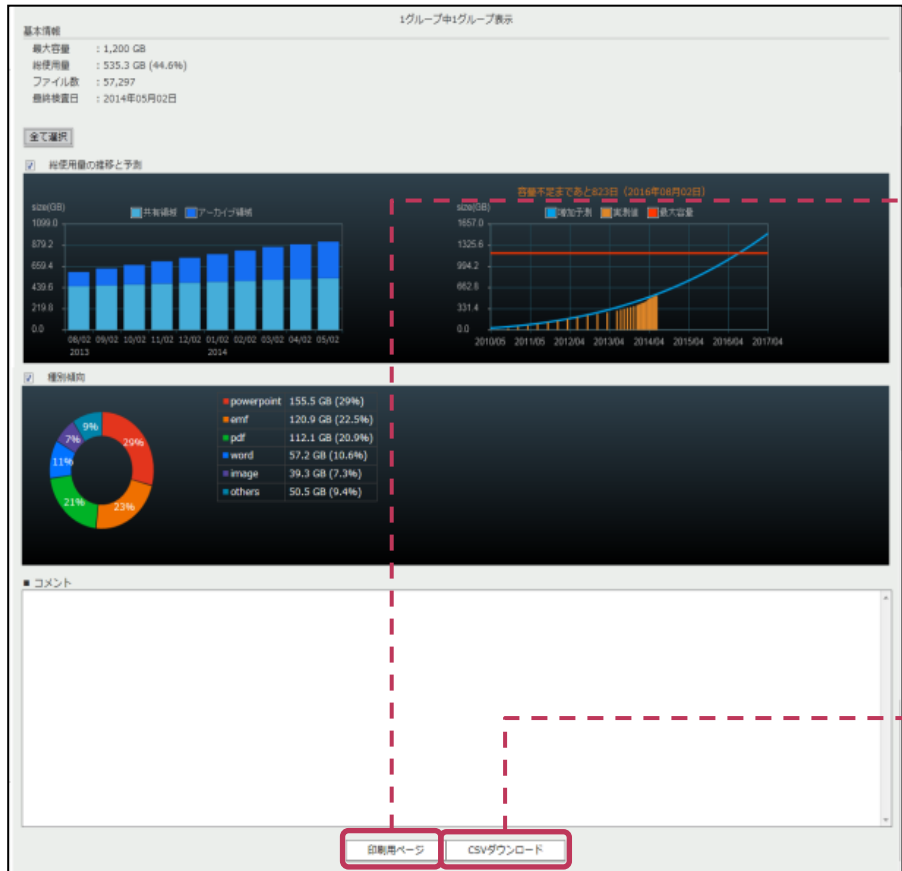 1グループ中1グループ表示
基本情報
最大容量 : 1,200 GB
総使用量 : 535.3 GB (44.6%)
ファイル数 : 57,297
最終検査日 : 2014年05月02日
全て選択
総使用量の推移と予測
size(GB)
共有領域 アーカイブ領域
1099.0
879.2
659.4
439.6
219.8
0.0
08/02 09/02 10/02 11/02 12/02 01/02 02/02 03/02 04/02 05/02
2013 2014
容量不足まであと823日（2016年08月02日）
size(GB)
増加予測 実測値 最大容量
1657.0
1325.6
994.2
662.8
331.4
0.0
2010/05 2011/05 2012/04 2013/04 2014/04 2015/04 2016/04 2017/04
種別傾向
29%
23%
21%
11%
7%
9%
powerpoint 155.5 GB (29%)
emf 120.9 GB (22.5%)
pdf 112.1 GB (20.9%)
word 57.2 GB (10.6%)
image 39.3 GB (7.3%)
others 50.5 GB (9.4%)
■ コメント
印刷用ページ CSVダウンロード